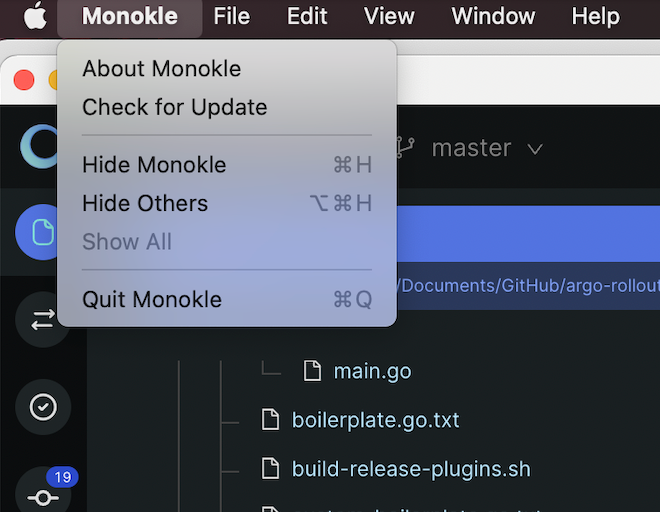 Monokle File Edit View Window Help
About Monokle
Check for Update
Hide Monokle ⌘H
Hide Others ⌥⌘H
Show All
Quit Monokle ⌘Q
master
/Documents/GitHub/argo-rollout
main.go
boilerplate.go.txt
build-release-plugins.sh
19